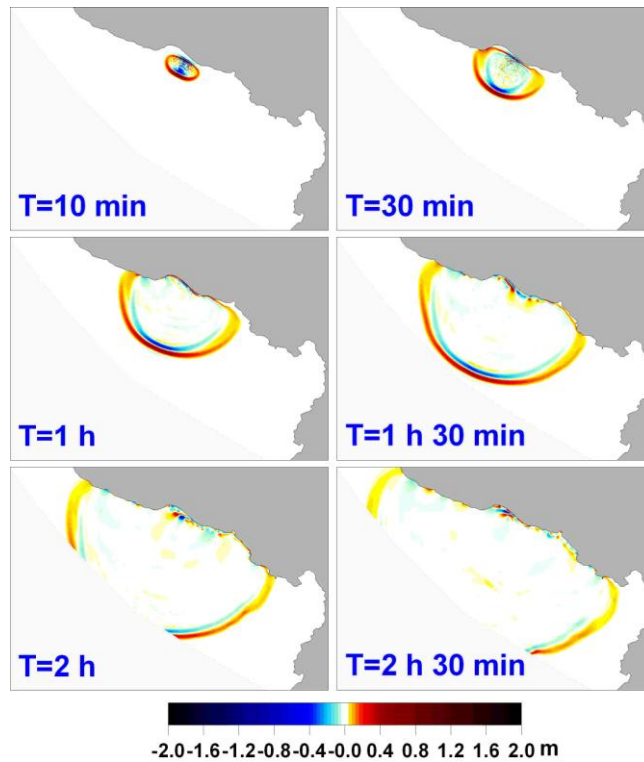 T=10 min
T=30 min
T=1 h
T=1 h 30 min
T=2 h
T=2 h 30 min
-2.0 -1.6 -1.2 -0.8 -0.4 -0.0 0.4 0.8 1.2 1.6 2.0 m